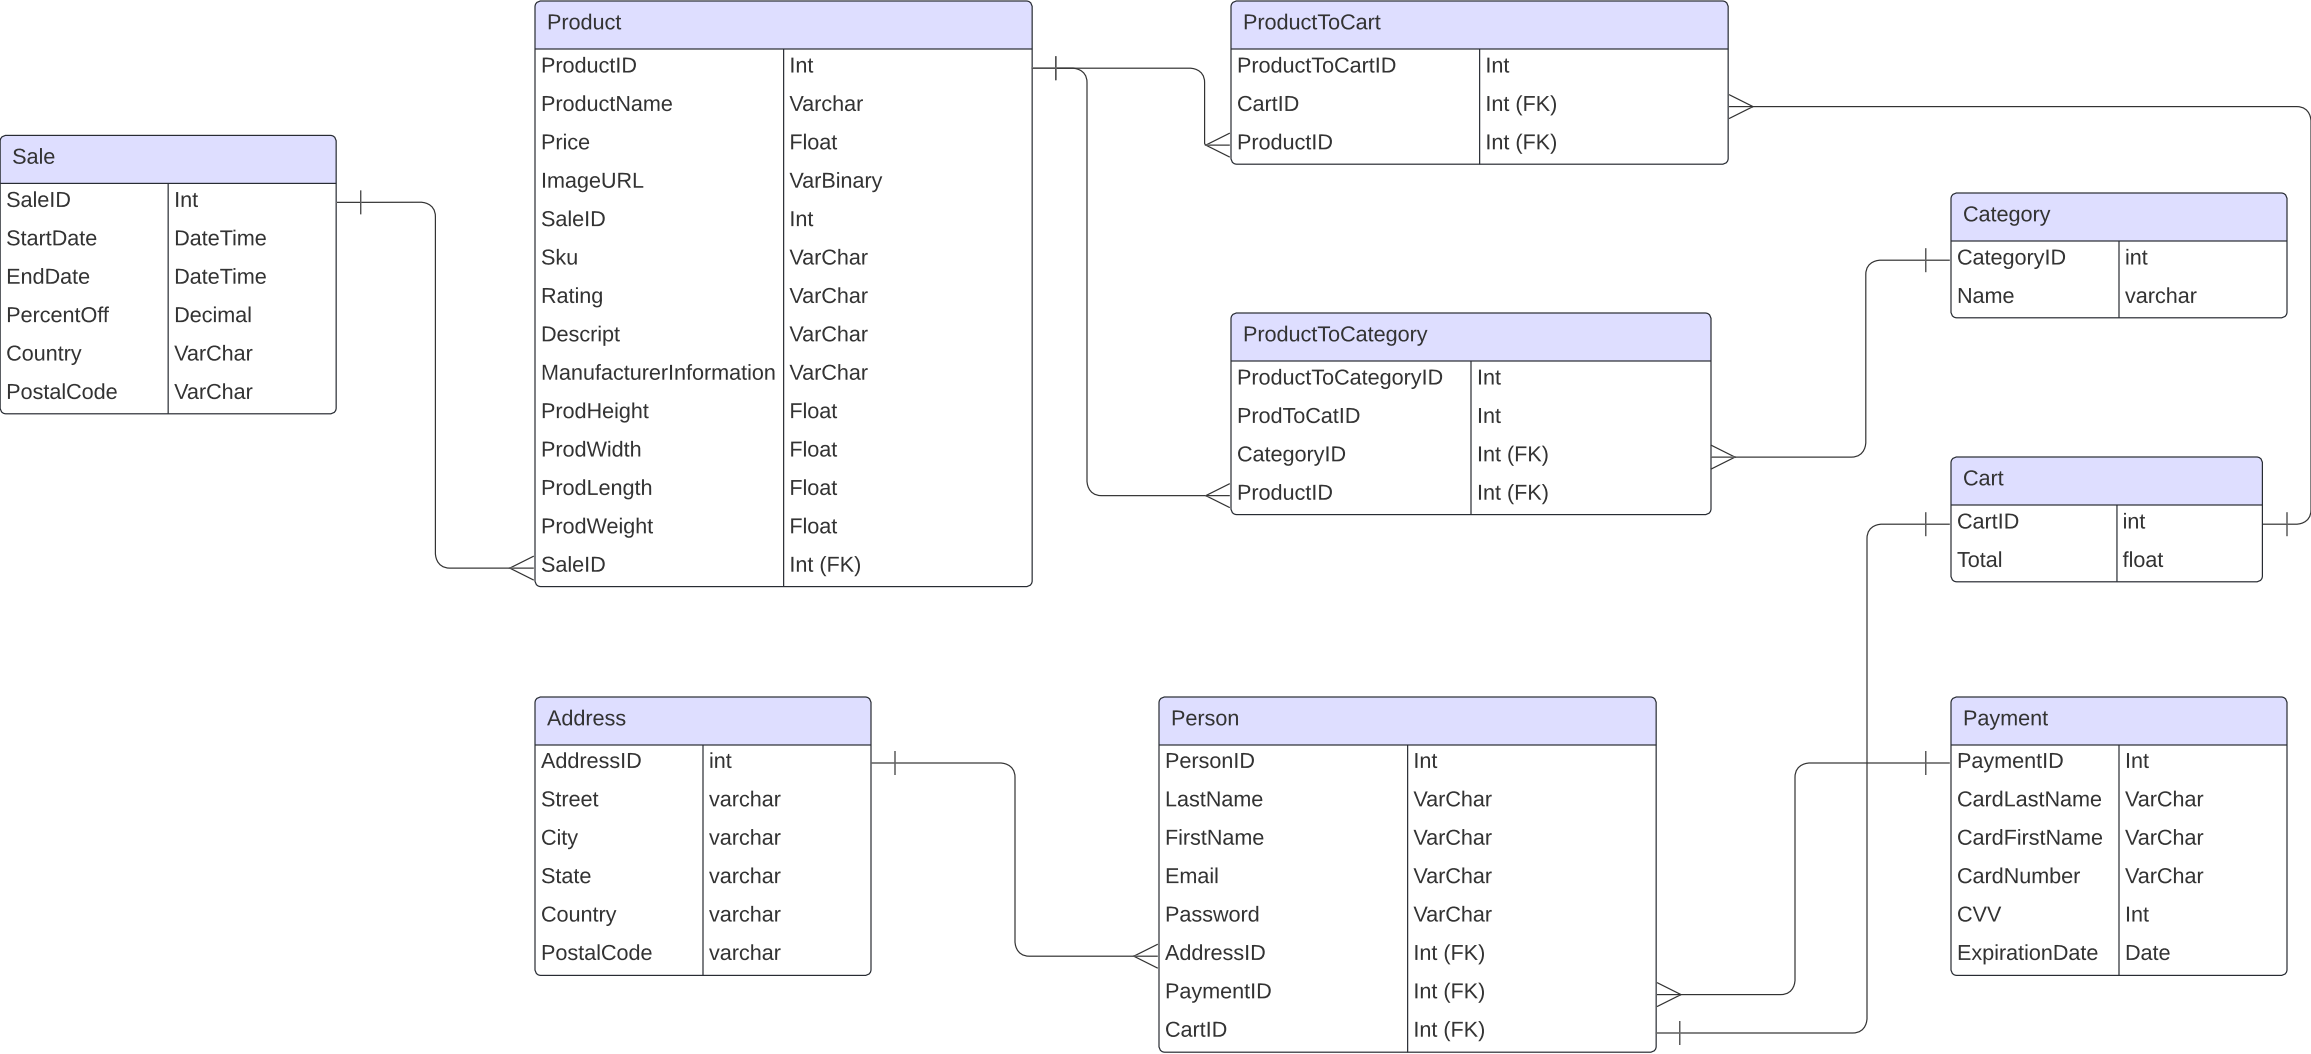 Product
ProductID Int
ProductName Varchar
Price Float
ImageURL VarBinary
SaleID Int
Sku VarChar
Rating VarChar
Descript VarChar
ManufacturerInformation VarChar
ProdHeight Float
ProdWidth Float
ProdLength Float
ProdWeight Float
SaleID Int (FK)
ProductToCart
ProductToCartID Int
CartID Int (FK)
ProductID Int (FK)
Sale
SaleID Int
StartDate DateTime
EndDate DateTime
PercentOff Decimal
Country VarChar
PostalCode VarChar
Category
CategoryID int
Name varchar
ProductToCategory
ProductToCategoryID Int
ProdToCatID Int
CategoryID Int (FK)
ProductID Int (FK)
Cart
CartID int
Total float
Address
AddressID int
Street varchar
City varchar
State varchar
Country varchar
PostalCode varchar
Person
PersonID Int
LastName VarChar
FirstName VarChar
Email VarChar
Password VarChar
AddressID Int (FK)
PaymentID Int (FK)
CartID Int (FK)
Payment
PaymentID Int
CardLastName VarChar
CardFirstName VarChar
CardNumber VarChar
CVV Int
ExpirationDate Date